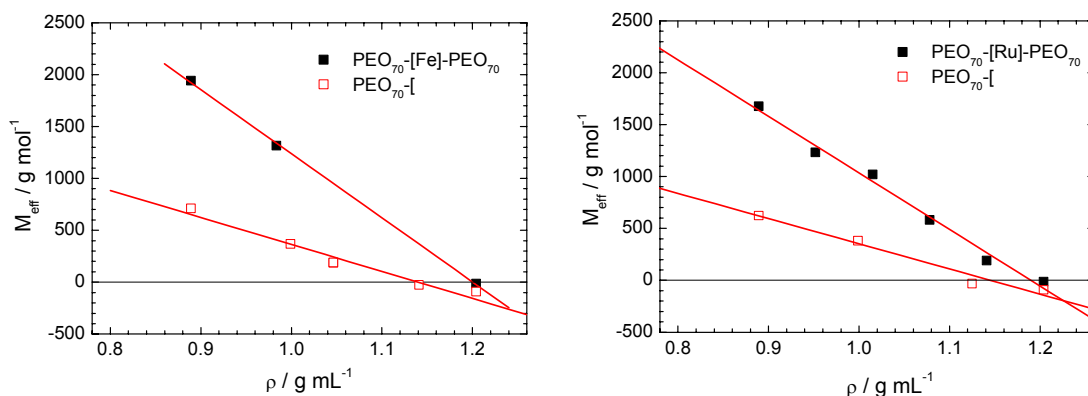 2500
2000
1500
1000
500
0
-500
M_eff / g mol⁻¹
PEO₇₀-[Fe]-PEO₇₀
PEO₇₀-[
0.8 0.9 1.0 1.1 1.2
ρ / g mL⁻¹
2500
2000
1500
1000
500
0
-500
M_eff / g mol⁻¹
PEO₇₀-[Ru]-PEO₇₀
PEO₇₀-[
0.8 0.9 1.0 1.1 1.2
ρ / g mL⁻¹